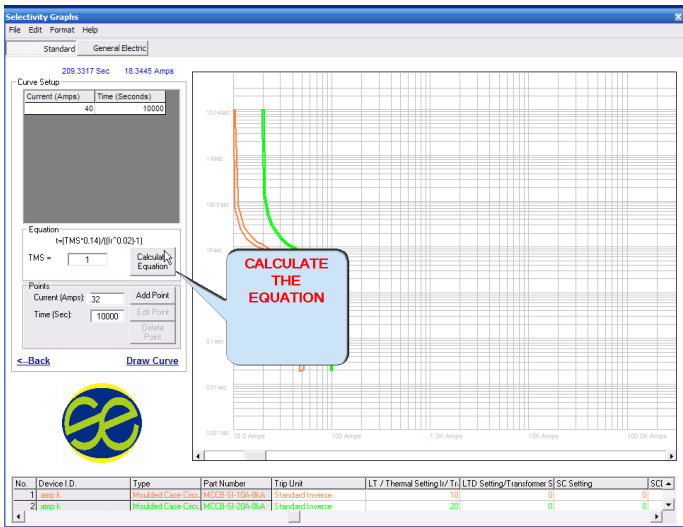 Selectivity Graphs
File Edit Format Help
Standard General Electric
209.3317 Sec 18.3445 Amps
Curve Setup
Current (Amps) Time (Seconds)
40 10000
Equation
t=(TMS*0.14)/((Ir^0.02)-1)
TMS = 1
Calculate Equation
Points
Current (Amps): .32 Add Point
Time (Sec): 10000 Edit Point
Delete Point
<--Back Draw Curve
CALCULATE
THE
EQUATION
100.0 sec
10 sec
0.1 sec
0.01 sec
0.001 sec 10.0 Amps 100 Amps 1.0K Amps 10K Amps 100.0K Amps
No. Device I.D. Type Part Number Trip Unit LT / Thermal Setting Ir/ Tr LTD Setting/Transformer S SC Setting
1 amp k Moulded Case Circu MCCB-SI-10A-8kA Standard Inverse 10 0 0
2 amp k Moulded Case Circu MCCB-SI-20A-8kA Standard Inverse 20 0 0